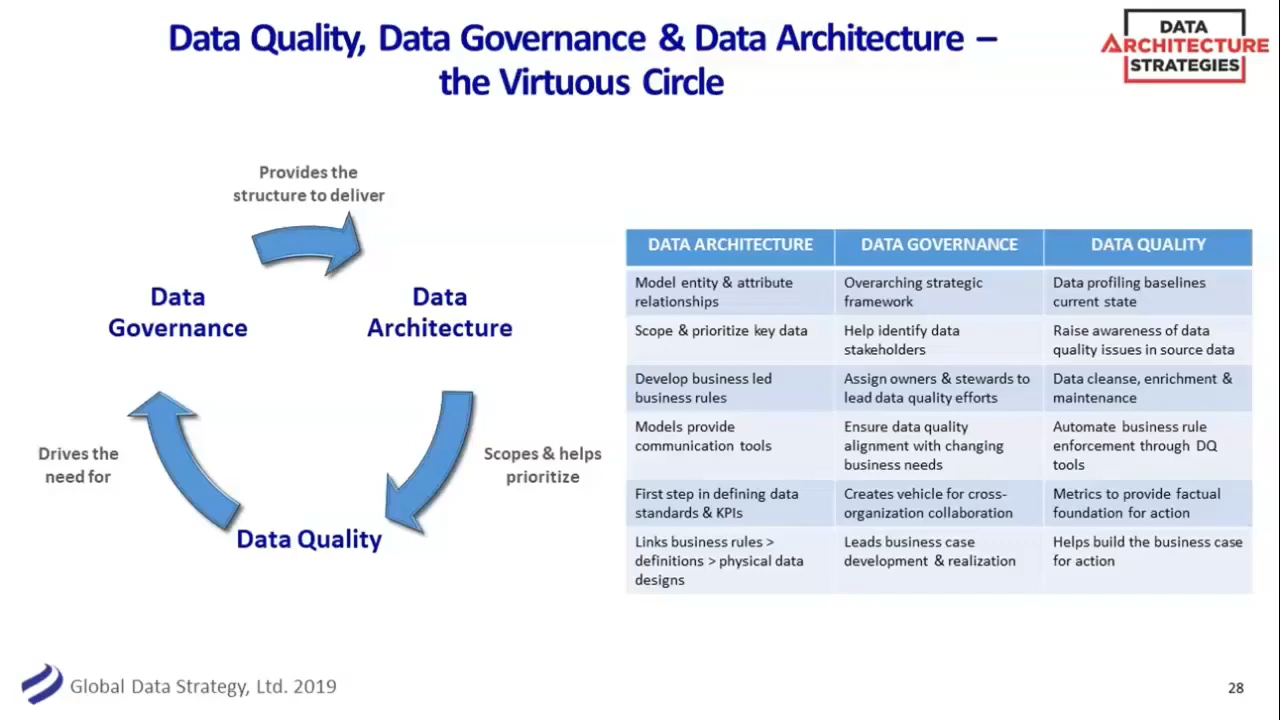 Data Quality, Data Governance & Data Architecture –
the Virtuous Circle
DATA
ARCHITECTURE
STRATEGIES
Provides the
structure to deliver
Data
Governance
Data
Architecture
Drives the
need for
Scopes & helps
prioritize
Data Quality
DATA ARCHITECTURE
DATA GOVERNANCE
DATA QUALITY
Model entity & attribute
relationships
Overarching strategic
framework
Data profiling baselines
current state
Scope & prioritize key data
Help identify data
stakeholders
Raise awareness of data
quality issues in source data
Develop business led
business rules
Assign owners & stewards to
lead data quality efforts
Data cleanse, enrichment &
maintenance
Models provide
communication tools
Ensure data quality
alignment with changing
business needs
Automate business rule
enforcement through DQ
tools
First step in defining data
standards & KPIs
Creates vehicle for cross-
organization collaboration
Metrics to provide factual
foundation for action
Links business rules >
definitions > physical data
designs
Leads business case
development & realization
Helps build the business case
for action
Global Data Strategy, Ltd. 2019
28